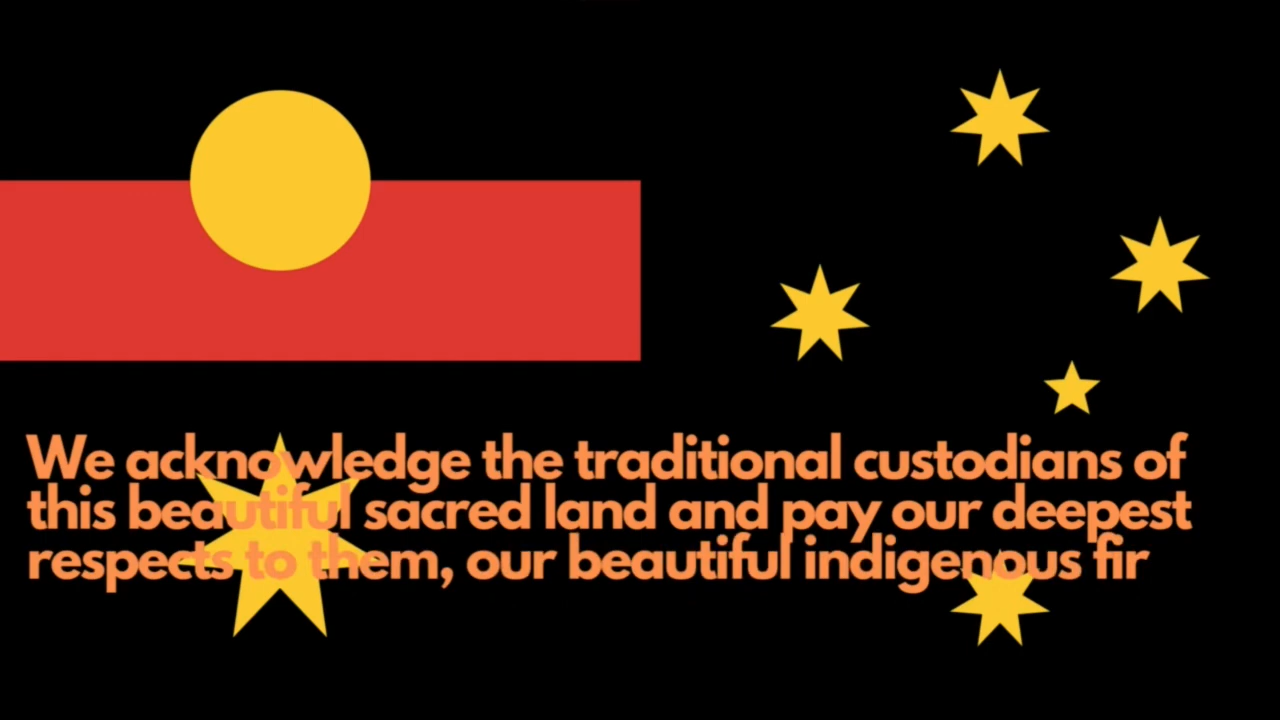 We acknowledge the traditional custodians of
this beautiful sacred land and pay our deepest
respects to them, our beautiful indigenous fir